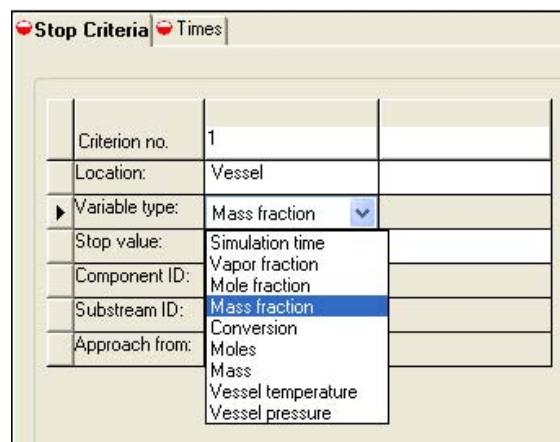 Stop Criteria Times
Criterion no. 1
Location: Vessel
Variable type: Mass fraction
Stop value: Simulation time
Vapor fraction
Component ID: Mole fraction
Mass fraction
Substream ID: Conversion
Approach from: Moles
Mass
Vessel temperature
Vessel pressure